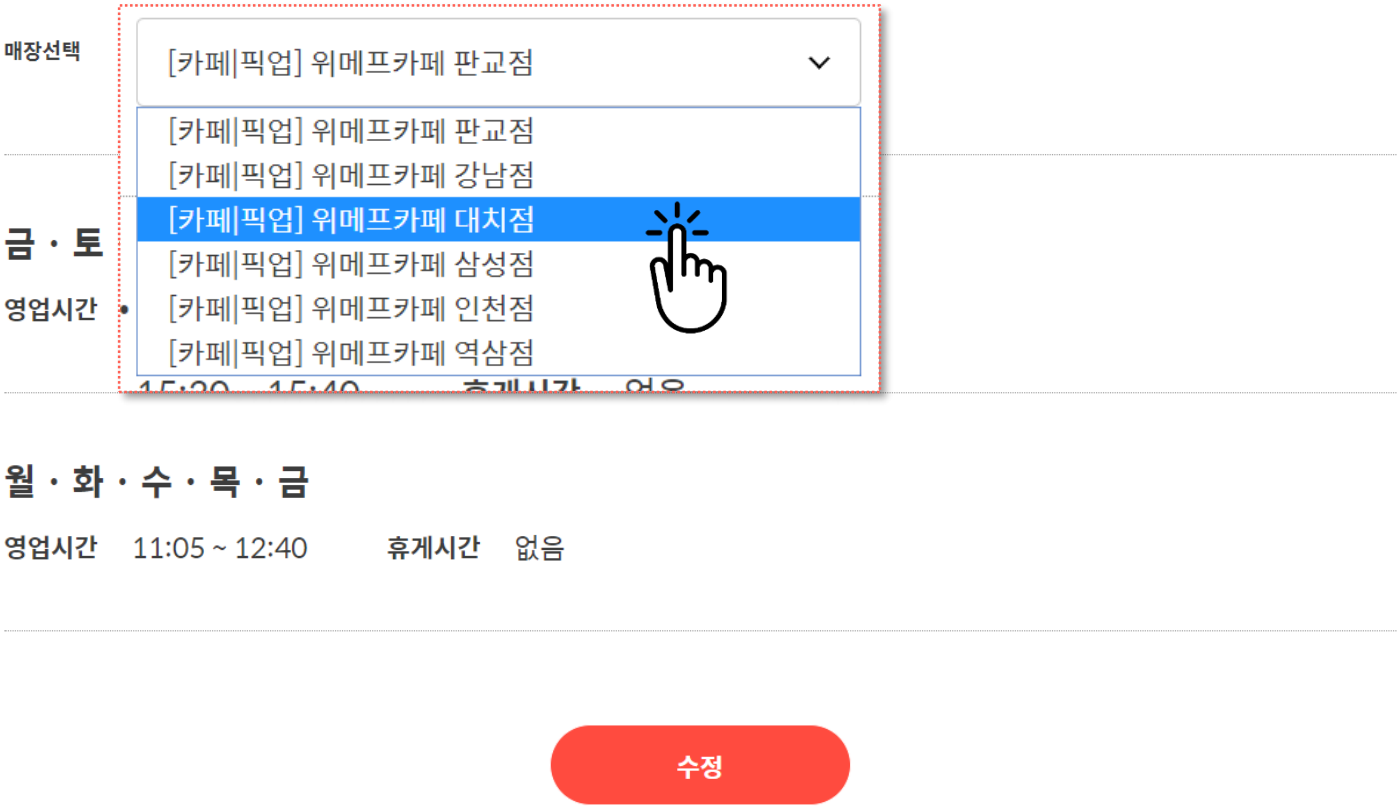 매장선택
[카페|픽업] 위메프카페 판교점
[카페|픽업] 위메프카페 판교점
[카페|픽업] 위메프카페 강남점
[카페|픽업] 위메프카페 대치점
[카페|픽업] 위메프카페 삼성점
[카페|픽업] 위메프카페 인천점
[카페|픽업] 위메프카페 역삼점
금 · 토
영업시간 •
휴게시간 없음
월 · 화 · 수 · 목 · 금
영업시간 11:05 ~ 12:40 휴게시간 없음
수정